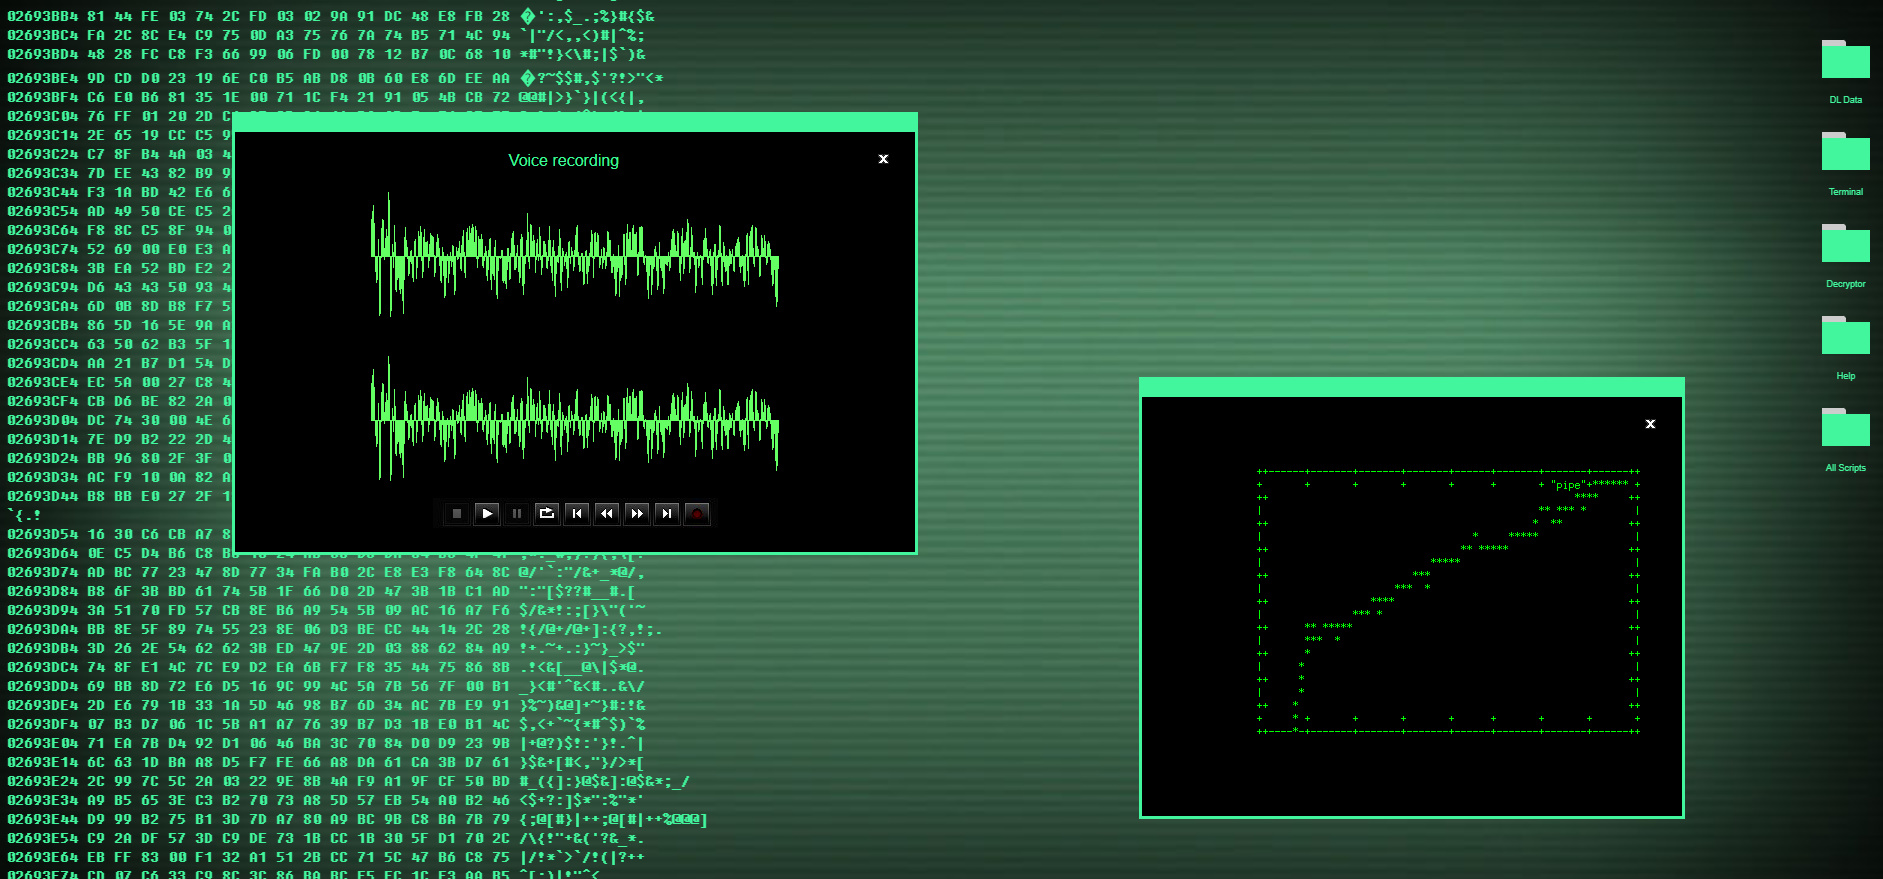 02693BB4 81 44 FE 03 74 2C FD 03 02 9A 91 DC 48 E8 FB 28 �':,$_.;%}#{$&
02693BC4 FA 2C 8C E4 C9 75 0D A3 75 76 7A 74 B5 71 4C 94 `|"/<,,<)#|^%;
02693BD4 48 28 FC C8 F3 66 99 06 FD 00 78 12 B7 0C 68 10 *#"!}<\#;|$`)&
02693BE4 9D CD D0 23 19 6E C0 B5 AB D8 0B 60 E8 6D EE AA �?~$$#,$'?!>"<*
02693BF4 C6 E0 B6 81 35 1E 00 71 1C F4 21 91 05 4B CB 72 @@#|>}`}|(<{|,
02693C04 76 FF 01 20 2D
02693C14 2E 65 19 CC C5
02693C24 C7 8F B4 4A 03
02693C34 7D EE 43 82 B9
02693C44 F3 1A BD 42 E6
02693C54 AD 49 50 CE C5
02693C64 F8 8C C5 8F 94
02693C74 52 69 00 E0 E3
02693C84 3B EA 52 BD E2
02693C94 D6 43 43 50 93
02693CA4 6D 0B 8D B8 F7
02693CB4 86 5D 16 5E 9A
02693CC4 63 50 62 B3 5F
02693CD4 AA 21 B7 D1 54
02693CE4 EC 5A 00 27 C8
02693CF4 CB D6 BE 82 2A
02693D04 DC 74 30 00 4E
02693D14 7E D9 B2 22 2D
02693D24 BB 96 80 2F 3F
02693D34 AC F9 10 0A 82
02693D44 B8 BB E0 27 2F
`{.!
02693D54 16 30 C6 CB A7
02693D64 0E C5 D4 B6 C8
02693D74 AD BC 77 23 47 8D 77 34 FA B0 2C E8 E3 F8 64 8C @/'`:"/&+_*@/,
02693D84 B8 6F 3B BD 61 74 5B 1F 66 D0 2D 47 3B 1B C1 AD ":"[$??#__#.[
02693D94 3A 51 70 FD 57 CB 8E B6 A9 54 5B 09 AC 16 A7 F6 $/&*!:;[}\"('~
02693DA4 BB 8E 5F 89 74 55 23 8E 06 D3 BE CC 44 14 2C 28 !{/@+/@+]:{?,!;.
02693DB4 3D 26 2E 54 62 62 3B ED 47 9E 2D 03 88 62 84 A9 !+.~+.:}~}_>$"
02693DC4 74 8F E1 4C 7C E9 D2 EA 6B F7 F8 35 44 75 86 8B .!<&[__@\|$*@.
02693DD4 69 BB 8D 72 E6 D5 16 9C 99 4C 5A 7B 56 7F 00 B1 _}<#'^&<#..&\/
02693DE4 2D E6 79 1B 33 1A 5D 46 98 B7 6D 34 AC 7B E9 91 }%~)&@]+~}#:!&
02693DF4 07 B3 D7 06 1C 5B A1 A7 76 39 B7 D3 1B E0 B1 4C $,<+`~{*#^$)`%
02693E04 71 EA 7B D4 92 D1 06 46 BA 3C 70 84 D0 D9 23 9B |+@?)$!:'}!.^|
02693E14 6C 63 1D BA A8 D5 F7 FE 66 A8 DA 61 CA 3B D7 61 }$&+[#<,"}/>*[
02693E24 2C 99 7C 5C 2A 03 22 9E 8B 4A F9 A1 9F CF 50 BD #_({]:}@$&]:@$&*;_/
02693E34 A9 B5 65 3E C3 B2 70 73 A8 5D 57 EB 54 A0 B2 46 <$+?:]$*":%"*'
02693E44 D9 99 B2 75 B1 3D 7D A7 80 A9 BC 9B C8 BA 7B 79 {;@[#}|++;@[#|++%@@@]
02693E54 C9 2A DF 57 3D C9 DE 73 1B CC 1B 30 5F D1 70 2C /\{!"+&('?&_*.
02693E64 EB FF 83 00 F1 32 A1 51 2B CC 71 5C 47 B6 C8 75 |/!*`>`/!(|?++
02693E74 CD 07 C6 33 C9 8C 3C 86 BA BC E5 EC 1C E3 AA B5
Voice recording
x
x
"pipe"
DL Data
Terminal
Decryptor
Help
All Scripts